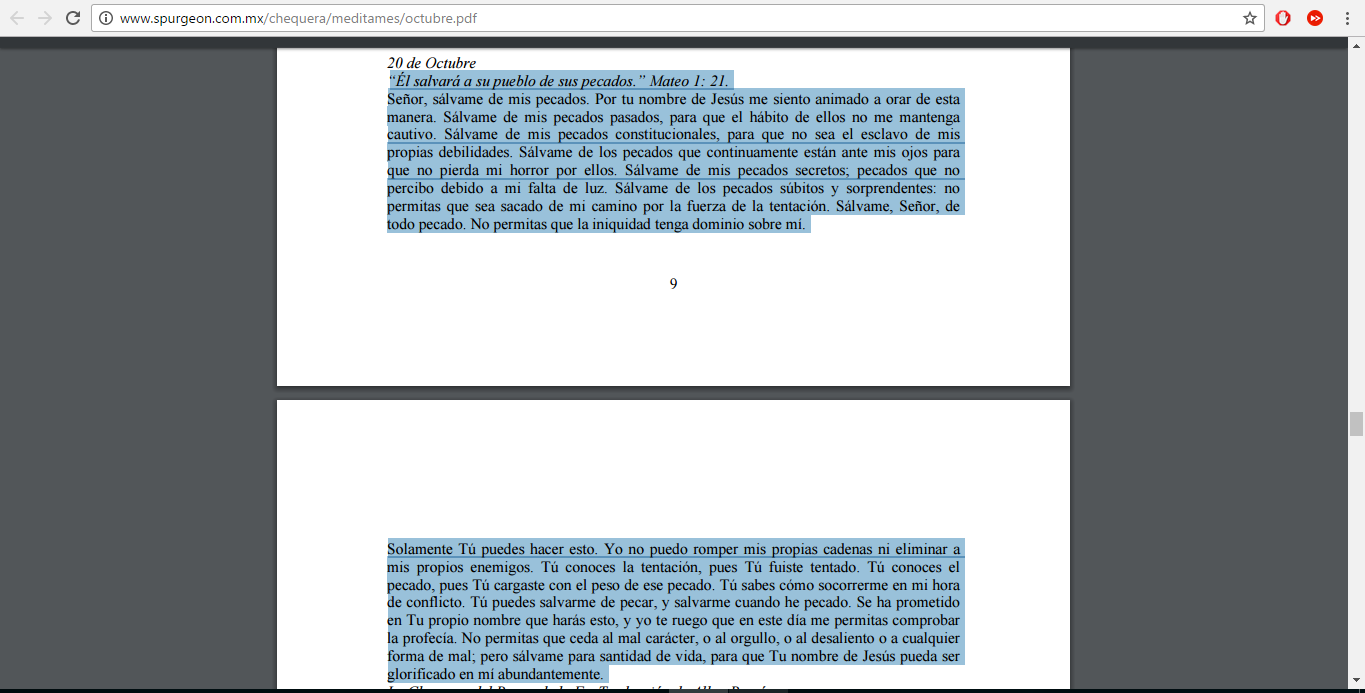 www.spurgeon.com.mx/chequera/meditames/octubre.pdf
20 de Octubre
“Él salvará a su pueblo de sus pecados.” Mateo 1: 21.
Señor, sálvame de mis pecados. Por tu nombre de Jesús me siento animado a orar de esta
manera. Sálvame de mis pecados pasados, para que el hábito de ellos no me mantenga
cautivo. Sálvame de mis pecados constitucionales, para que no sea el esclavo de mis
propias debilidades. Sálvame de los pecados que continuamente están ante mis ojos para
que no pierda mi horror por ellos. Sálvame de mis pecados secretos; pecados que no
percibo debido a mi falta de luz. Sálvame de los pecados súbitos y sorprendentes: no
permitas que sea sacado de mi camino por la fuerza de la tentación. Sálvame, Señor, de
todo pecado. No permitas que la iniquidad tenga dominio sobre mí.
9
Solamente Tú puedes hacer esto. Yo no puedo romper mis propias cadenas ni eliminar a
mis propios enemigos. Tú conoces la tentación, pues Tú fuiste tentado. Tú conoces el
pecado, pues Tú cargaste con el peso de ese pecado. Tú sabes cómo socorrerme en mi hora
de conflicto. Tú puedes salvarme de pecar, y salvarme cuando he pecado. Se ha prometido
en Tu propio nombre que harás esto, y yo te ruego que en este día me permitas comprobar
la profecía. No permitas que ceda al mal carácter, o al orgullo, o al desaliento o a cualquier
forma de mal; pero sálvame para santidad de vida, para que Tu nombre de Jesús pueda ser
glorificado en mí abundantemente.